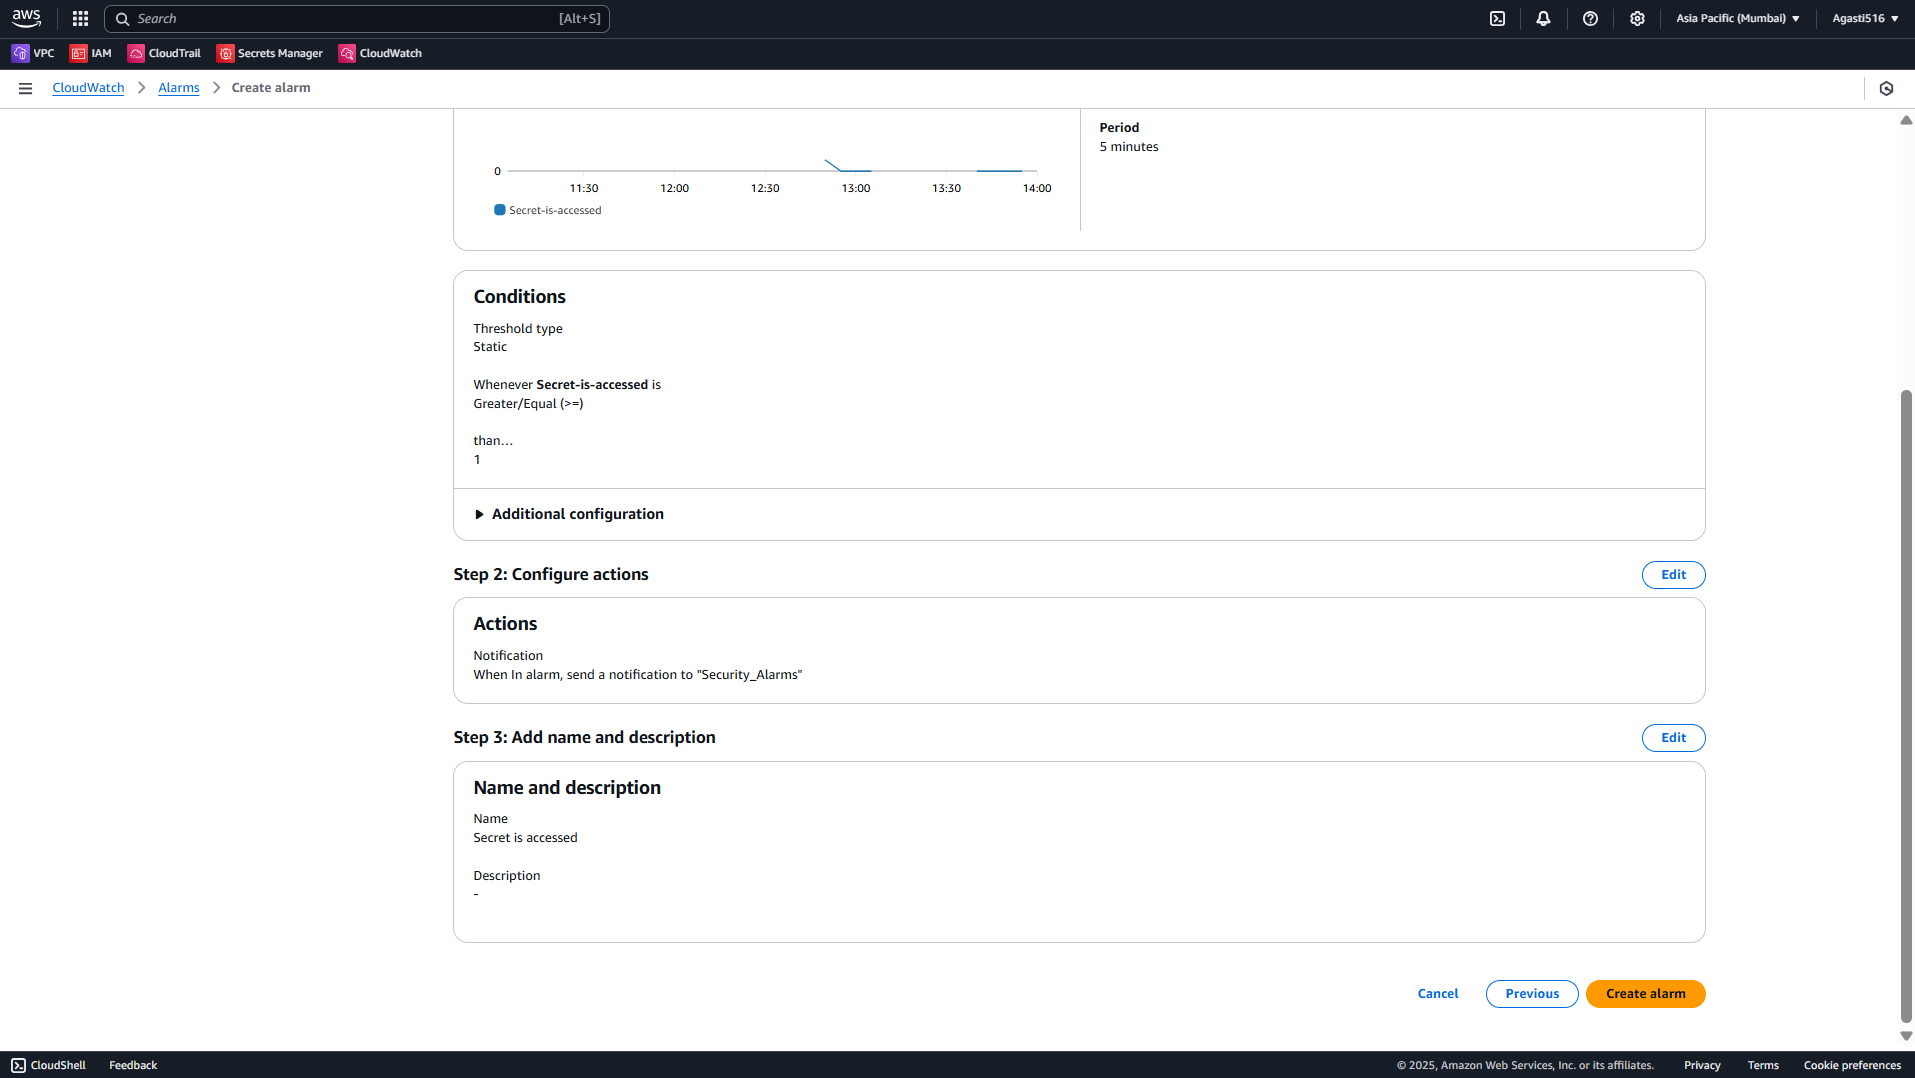 aws
Search [Alt+S]
Asia Pacific (Mumbai) ▼
Agasti516 ▼
VPC
IAM
CloudTrail
Secrets Manager
CloudWatch
CloudWatch > Alarms > Create alarm
Period
5 minutes
0
11:30 12:00 12:30 13:00 13:30 14:00
Secret-is-accessed
Conditions
Threshold type
Static
Whenever Secret-is-accessed is
Greater/Equal (>=)
than…
1
Additional configuration
Step 2: Configure actions
Edit
Actions
Notification
When In alarm, send a notification to "Security_Alarms"
Step 3: Add name and description
Edit
Name and description
Name
Secret is accessed
Description
-
Cancel
Previous
Create alarm
CloudShell
Feedback
© 2025, Amazon Web Services, Inc. or its affiliates.
Privacy
Terms
Cookie preferences